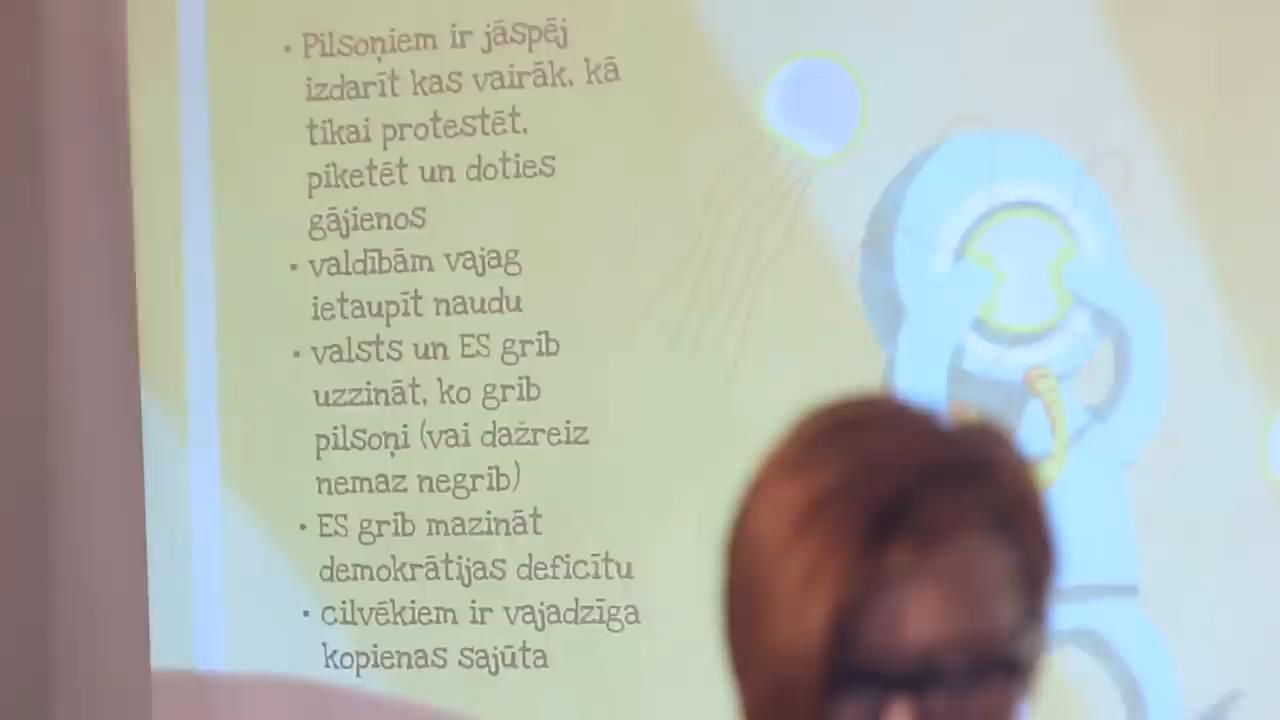 • Pilsoņiem ir jāspēj
izdarīt kas vairāk, kā
tikai protestēt,
piketēt un doties
gājienos
• valdībām vajag
ietaupīt naudu
• valsts un ES grib
uzzināt, ko grib
pilsoņi (vai dažreiz
nemaz negrib)
• ES grib mazināt
demokrātijas deficītu
• cilvēkiem ir vajadzīga
kopienas sajūta